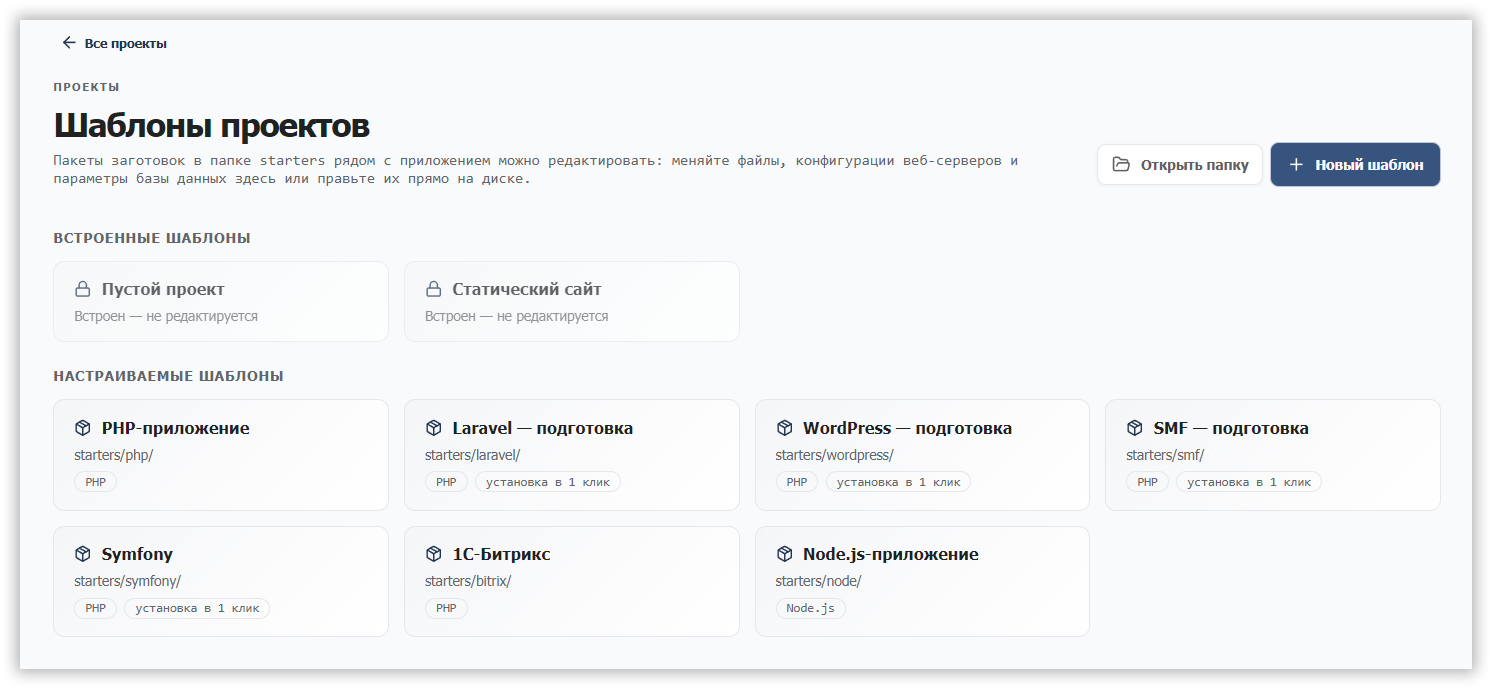 Все проекты
ПРОЕКТЫ
Шаблоны проектов
Пакеты заготовок в папке starters рядом с приложением можно редактировать: меняйте файлы, конфигурации веб-серверов и
параметры базы данных здесь или правьте их прямо на диске.
Открыть папку
Новый шаблон
ВСТРОЕННЫЕ ШАБЛОНЫ
Пустой проект
Встроен — не редактируется
Статический сайт
Встроен — не редактируется
НАСТРАИВАЕМЫЕ ШАБЛОНЫ
PHP-приложение
starters/php/
PHP
Laravel — подготовка
starters/laravel/
PHP установка в 1 клик
WordPress — подготовка
starters/wordpress/
PHP установка в 1 клик
SMF — подготовка
starters/smf/
PHP установка в 1 клик
Symfony
starters/symfony/
PHP установка в 1 клик
1С-Битрикс
starters/bitrix/
PHP
Node.js-приложение
starters/node/
Node.js